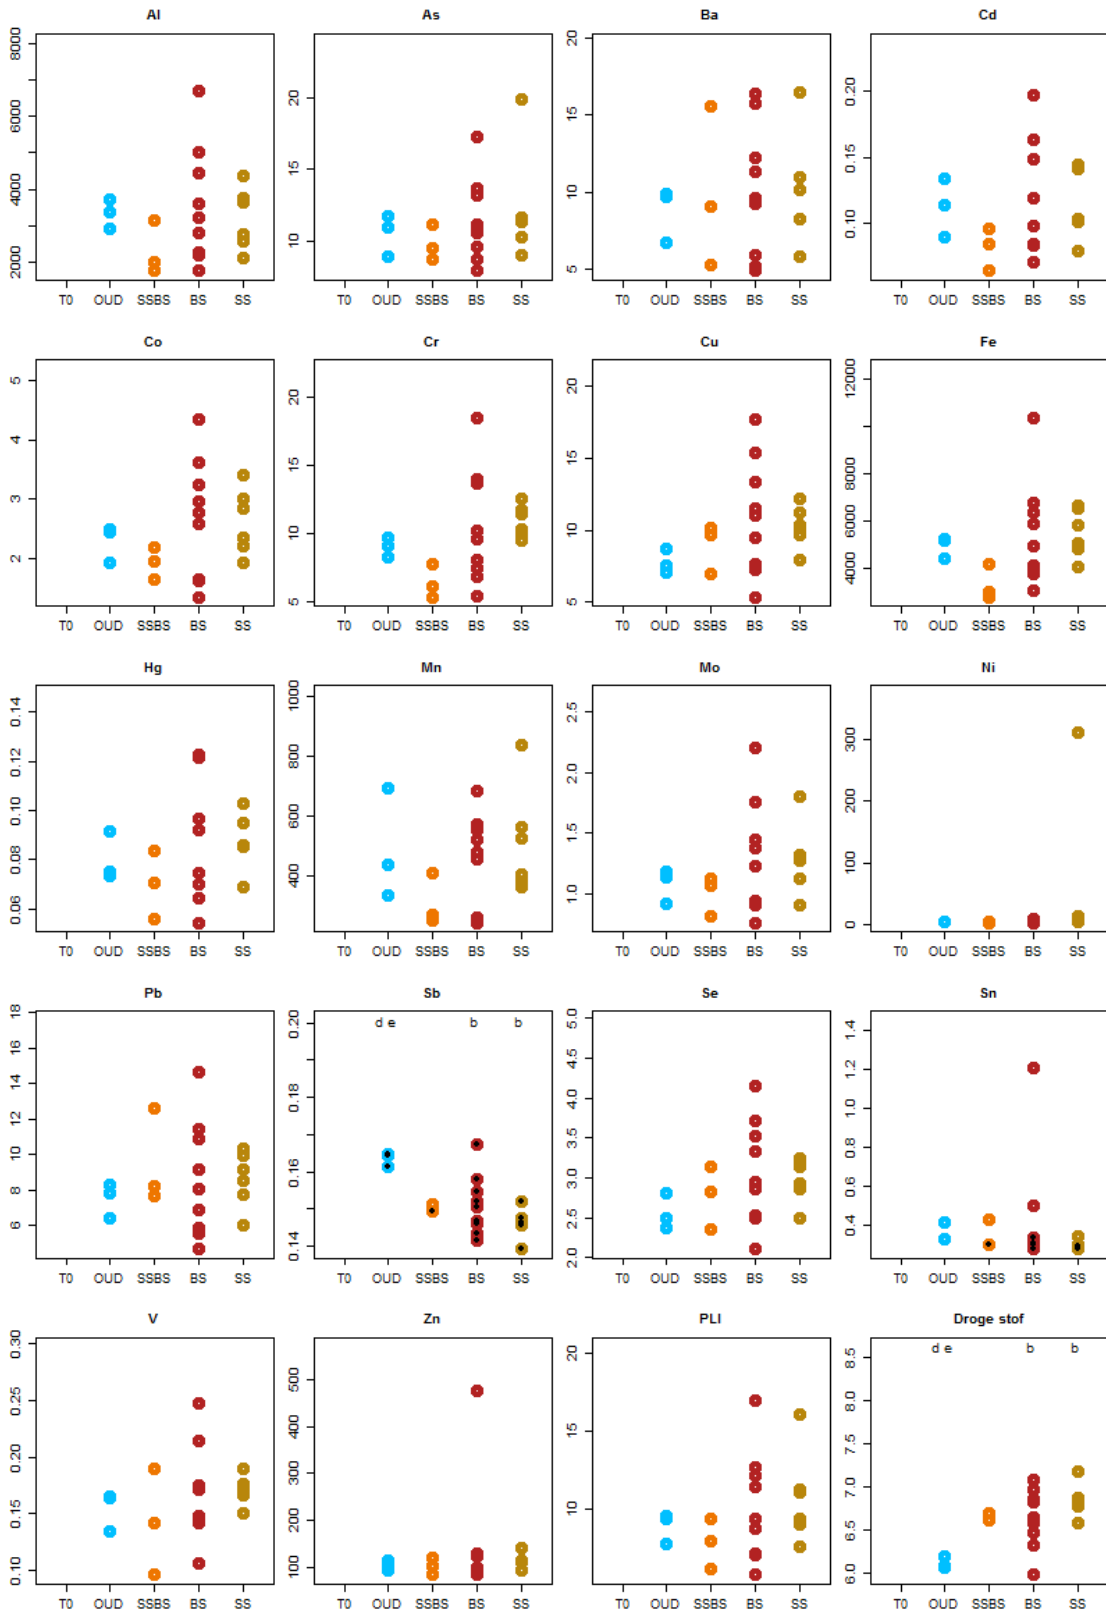 Al As Ba Cd
8000 6000 4000 2000
20 15 10
20 15 10 5
0.20 0.15 0.10
T0 OUD SSBS BS SS T0 OUD SSBS BS SS T0 OUD SSBS BS SS T0 OUD SSBS BS SS
Co Cr Cu Fe
5 4 3 2
20 15 10 5
20 15 10 5
12000 8000 6000 4000
T0 OUD SSBS BS SS T0 OUD SSBS BS SS T0 OUD SSBS BS SS T0 OUD SSBS BS SS
Hg Mn Mo Ni
0.14 0.12 0.10 0.08 0.06
1000 800 600 400
2.5 2.0 1.5 1.0
300 200 100 0
T0 OUD SSBS BS SS T0 OUD SSBS BS SS T0 OUD SSBS BS SS T0 OUD SSBS BS SS
Pb Sb Se Sn
18 16 14 12 10 8 6
0.20 0.18 0.16 0.14
d e b b
5.0 4.5 4.0 3.5 3.0 2.5 2.0
1.4 1.2 1.0 0.8 0.6 0.4
T0 OUD SSBS BS SS T0 OUD SSBS BS SS T0 OUD SSBS BS SS T0 OUD SSBS BS SS
V Zn PLI Droge stof
0.30 0.25 0.20 0.15 0.10
500 400 300 200 100
20 15 10
8.5 8.0 7.5 7.0 6.5 6.0
d e b b
T0 OUD SSBS BS SS T0 OUD SSBS BS SS T0 OUD SSBS BS SS T0 OUD SSBS BS SS